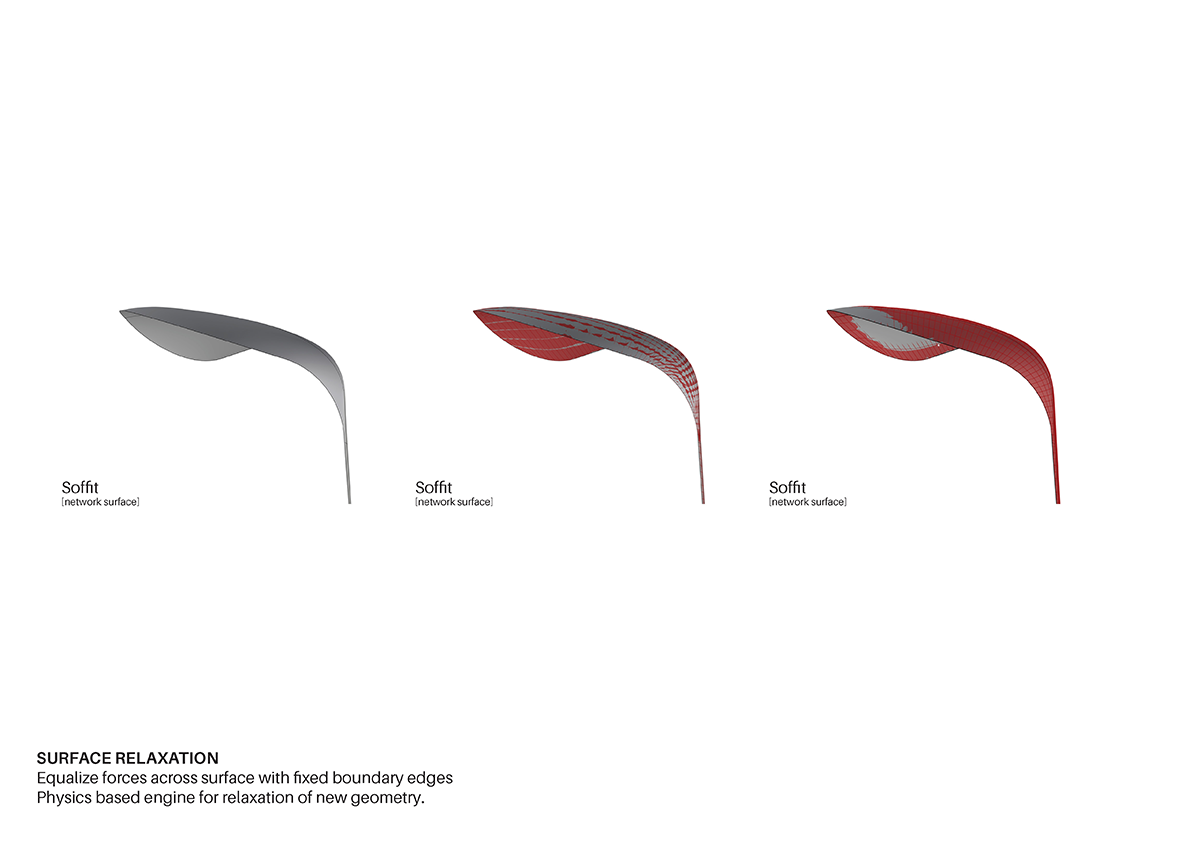 Soffit
[network surface]
Soffit
[network surface]
Soffit
[network surface]
SURFACE RELAXATION
Equalize forces across surface with fixed boundary edges
Physics based engine for relaxation of new geometry.